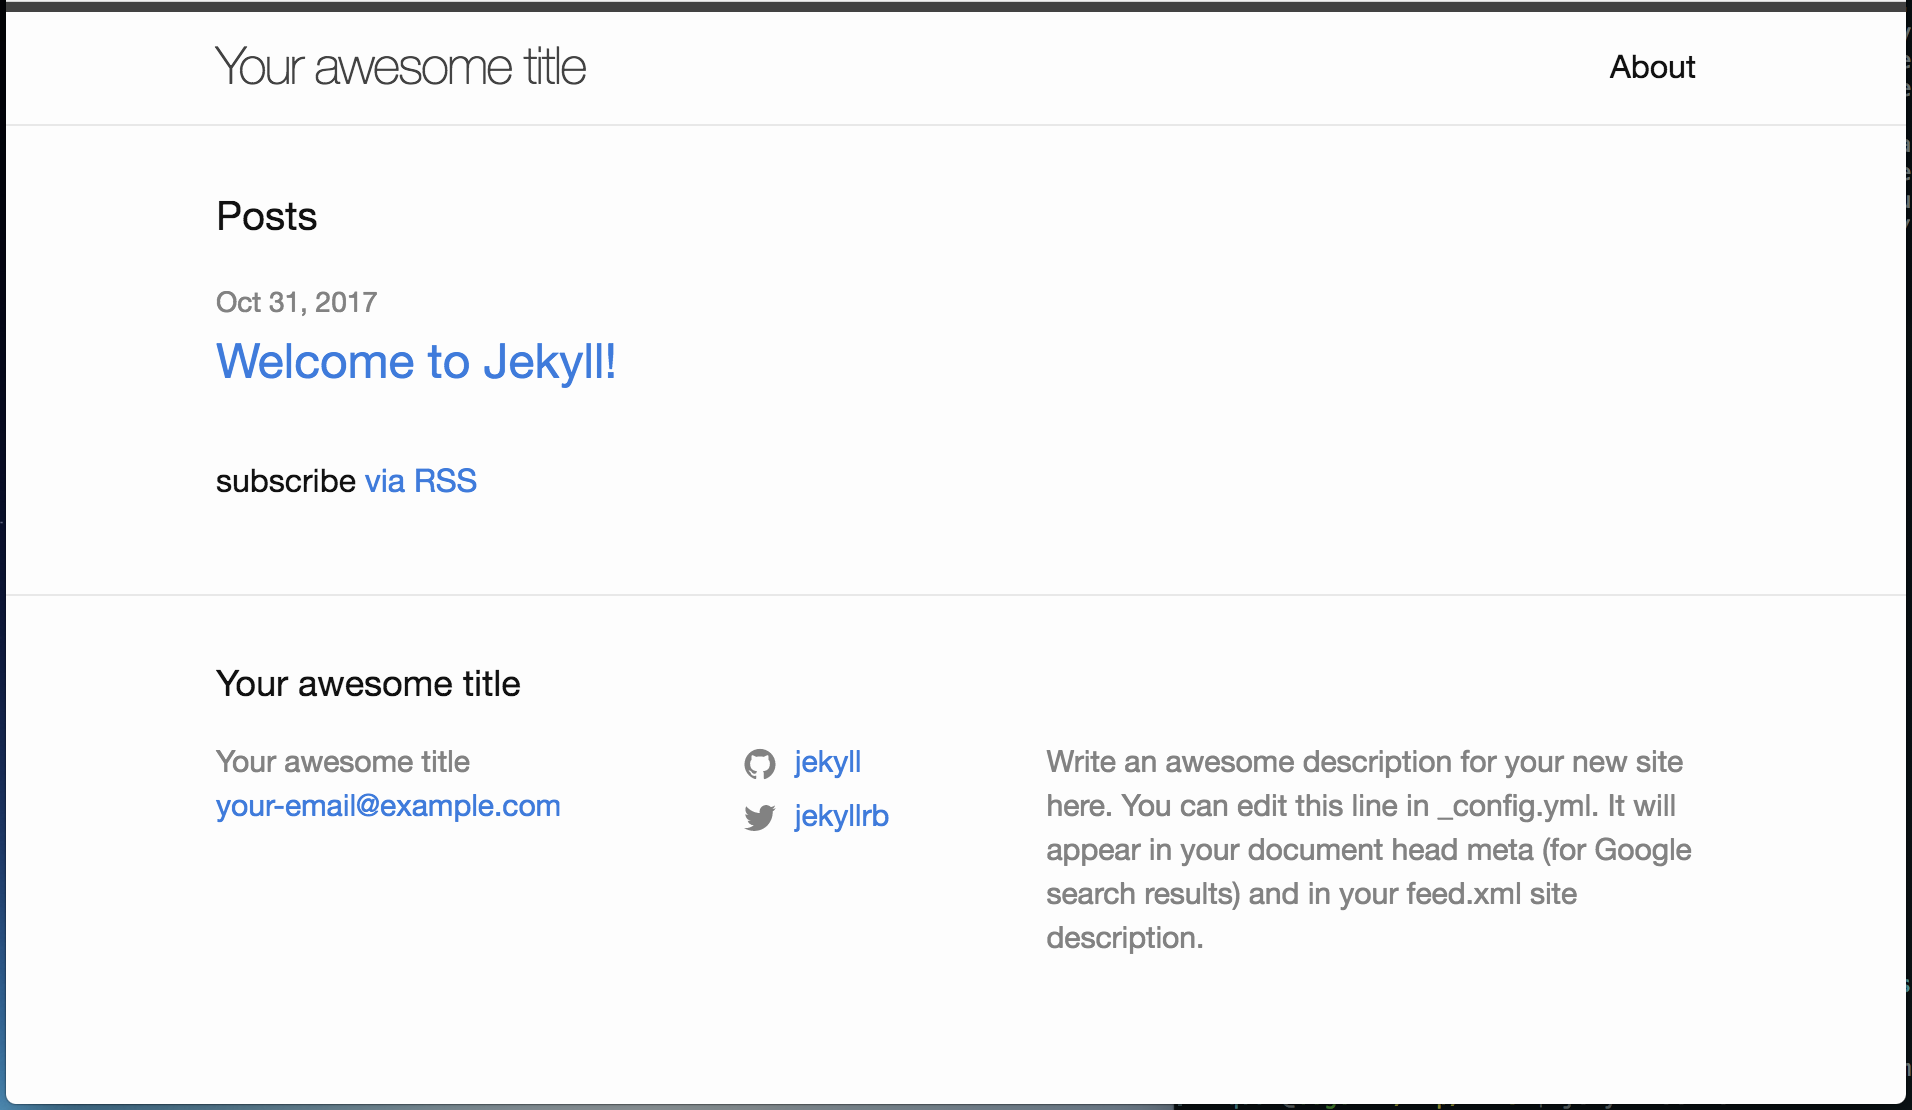 Your awesome title
About
Posts
Oct 31, 2017
Welcome to Jekyll!
subscribe via RSS
Your awesome title
Your awesome title
your-email@example.com
jekyll
jekyllrb
Write an awesome description for your new site
here. You can edit this line in _config.yml. It will
appear in your document head meta (for Google
search results) and in your feed.xml site
description.